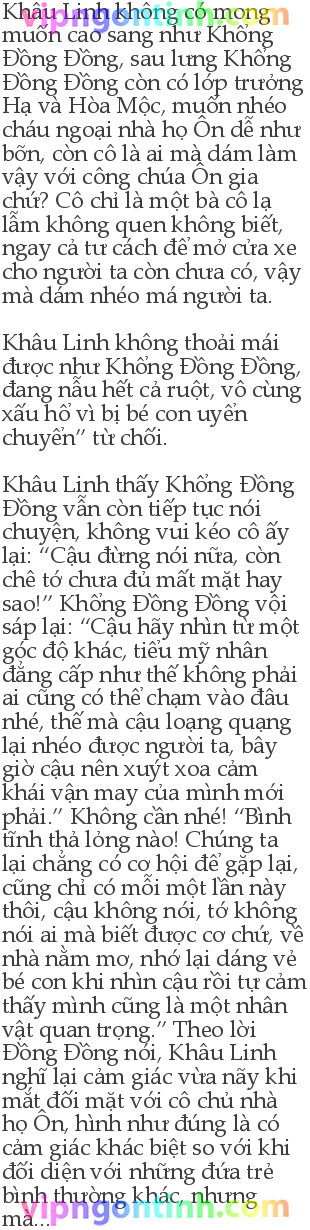 Khâu Linh không có mong
vipngontinh.com
muốn cao sang như Khổng
Đồng Đồng, sau lưng Khổng
Đồng Đồng còn có lớp trưởng
Hạ và Hòa Mộc, muốn nhéo
cháu ngoại nhà họ Ôn dễ như
bỡn, còn cô là ai mà dám làm
vậy với công chúa Ôn gia
chứ? Cô chỉ là một bà cô lạ
lẫm không quen không biết,
ngay cả tư cách để mở cửa xe
cho người ta còn chưa có, vậy
mà dám nhéo má người ta.
Khâu Linh không thoải mái
được như Khổng Đồng Đồng,
đang nẫu hết cả ruột, vô cùng
xấu hổ vì bị bé con uyển
chuyển” từ chối.
Khâu Linh thấy Khổng Đồng
Đồng vẫn còn tiếp tục nói
chuyện, không vui kéo cô ấy
lại: “Cậu đừng nói nữa, còn
chê tớ chưa đủ mất mặt hay
sao!” Khổng Đồng Đồng vội
sáp lại: “Cậu hãy nhìn từ một
góc độ khác, tiểu mỹ nhân
đẳng cấp như thế không phải
ai cũng có thể chạm vào đâu
nhé, thế mà cậu loạng quạng
lại nhéo được người ta, bây
giờ cậu nên xuýt xoa cảm
khái vận may của mình mới
phải.” Không cần nhé! “Bình
tĩnh thả lỏng nào! Chúng ta
lại chẳng có cơ hội để gặp lại,
cũng chỉ có mỗi một lần này
thôi, cậu không nói, tớ không
nói ai mà biết được cơ chứ, về
nhà nằm mơ, nhớ lại dáng vẻ
bé con khi nhìn cậu rồi tự cảm
thấy mình cũng là một nhân
vật quan trọng.” Theo lời
Đồng Đồng nói, Khâu Linh
nghĩ lại cảm giác vừa nãy khi
mắt đối mặt với cô chủ nhà
họ Ôn, hình như đúng là có
cảm giác khác biệt so với khi
đối diện với những đứa trẻ
bình thường khác, nhưng
vipngontinh.com
mà...